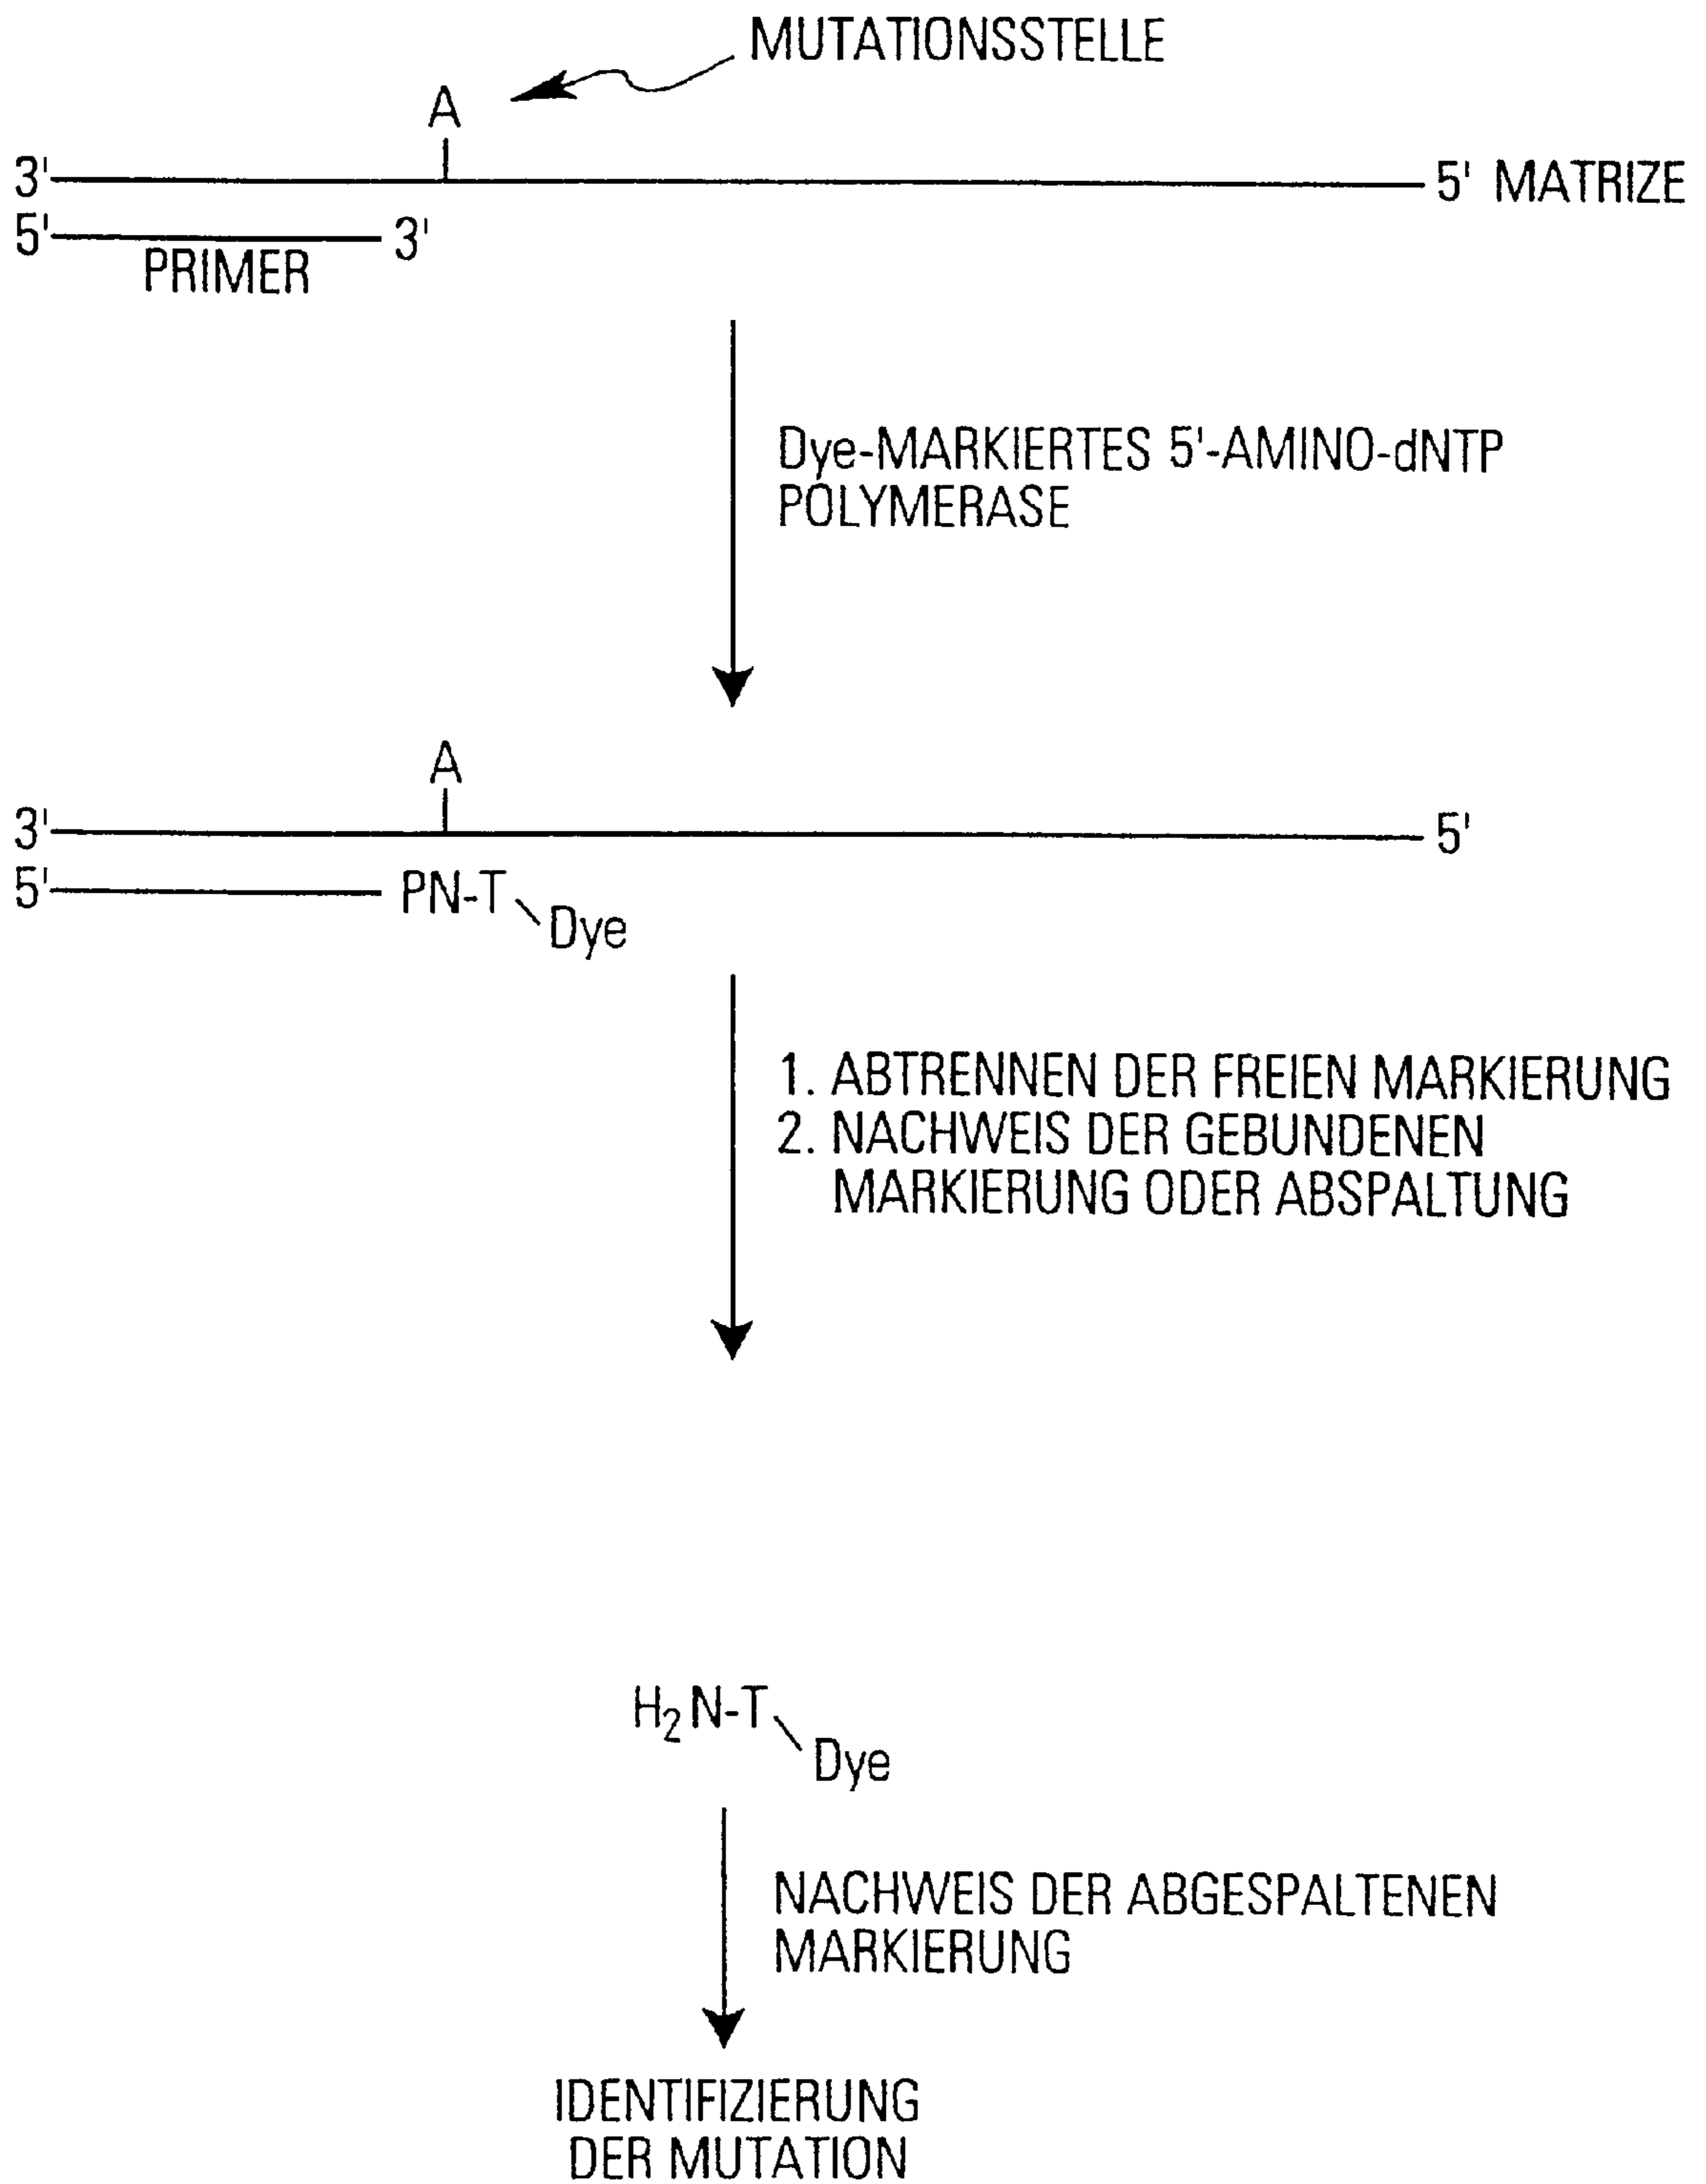 MUTATIONSSTELLE
A
3' 5' MATRIZE
5' 3'
PRIMER
Dye-MARKIERTES 5'-AMINO-dNTP
POLYMERASE
A
3' 5'
5' PN-T
Dye
1. ABTRENNEN DER FREIEN MARKIERUNG
2. NACHWEIS DER GEBUNDENEN
MARKIERUNG ODER ABSPALTUNG
H₂N-T
Dye
NACHWEIS DER ABGESPALTENEN
MARKIERUNG
IDENTIFIZIERUNG
DER MUTATION